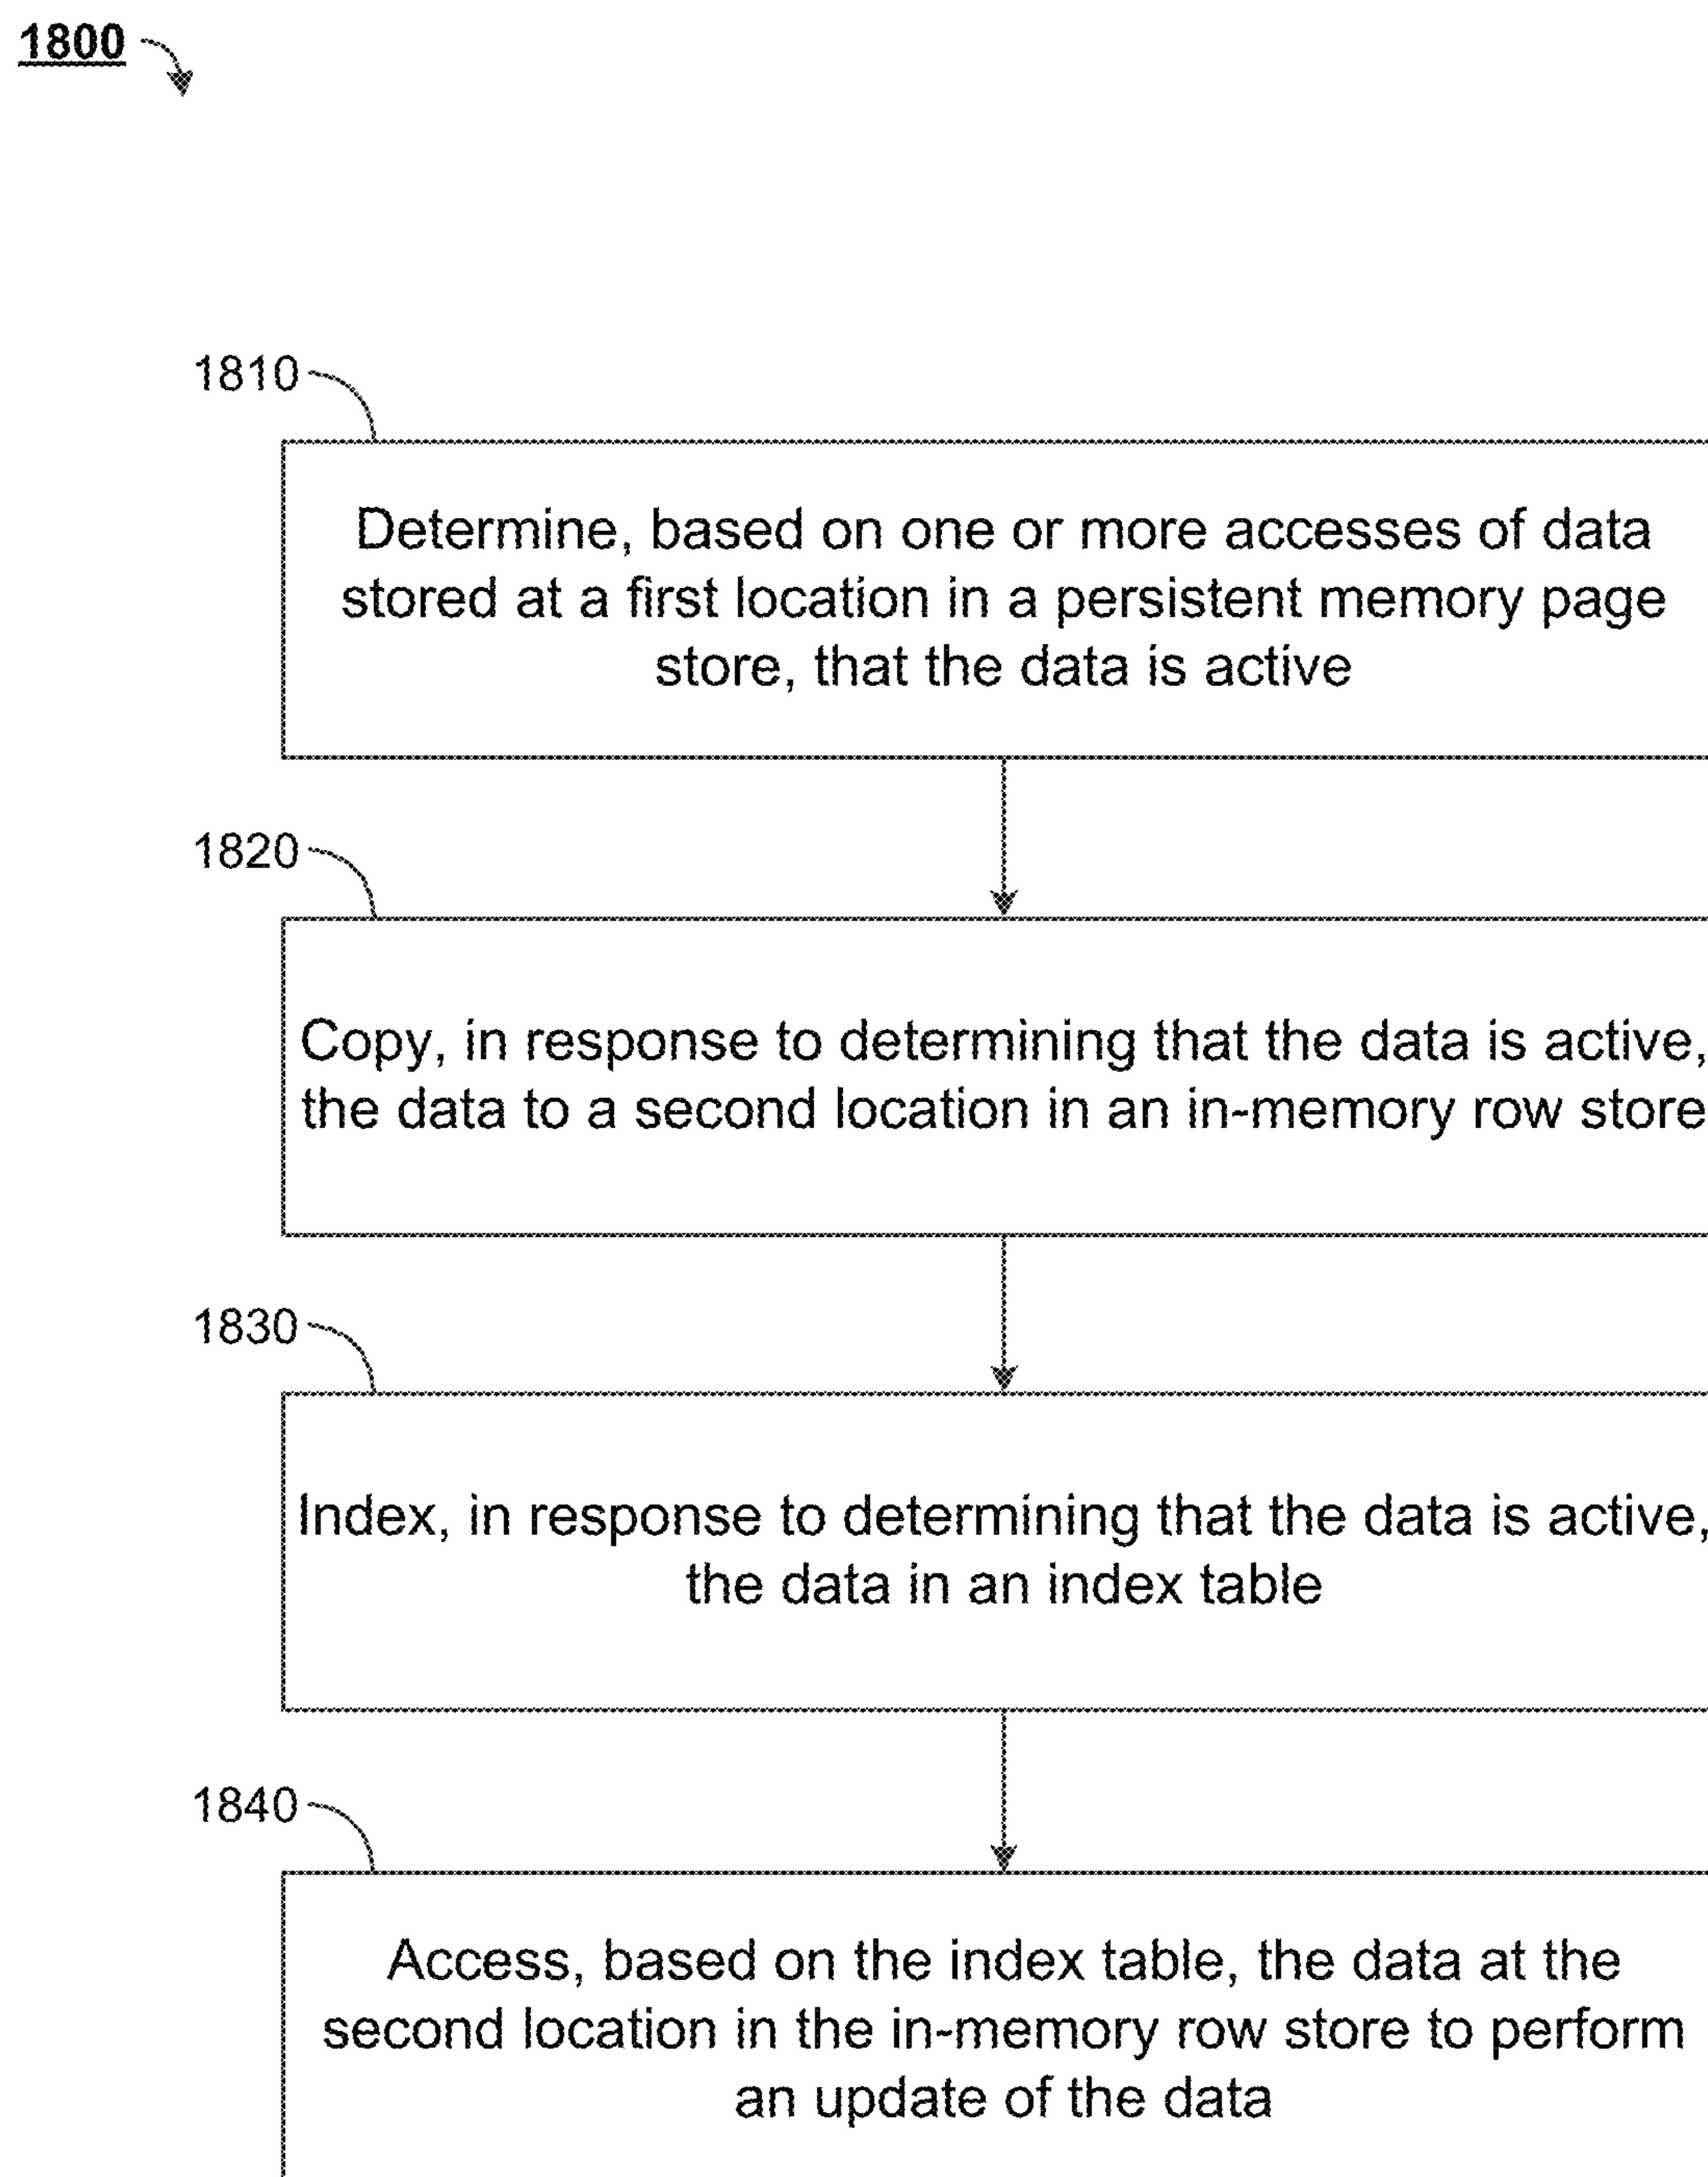 1800
1810
Determine, based on one or more accesses of data
stored at a first location in a persistent memory page
store, that the data is active
1820
Copy, in response to determining that the data is active,
the data to a second location in an in-memory row store
1830
Index, in response to determining that the data is active,
the data in an index table
1840
Access, based on the index table, the data at the
second location in the in-memory row store to perform
an update of the data